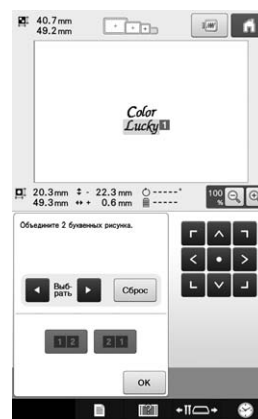 40.7mm
49.2mm
Color
Lucky 1
20.3mm - 22.3mm -----°
49.3mm + 0.6mm -----
100 %
Объедините 2 буквенных рисунка.
Выб-
рать
Сброс
1 2 2 1
OK